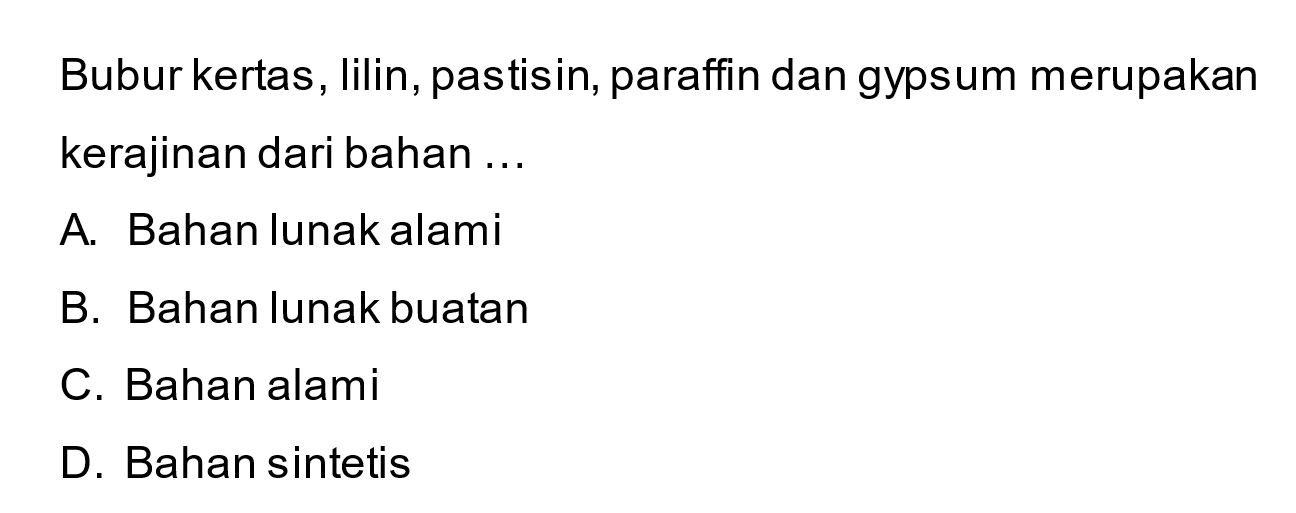 Bubur kertas, lilin, pastisin, paraffin dan gypsum merupakan
kerajinan dari bahan ...
A. Bahan lunak alami
B. Bahan lunak buatan
C. Bahan alami
D. Bahan sintetis